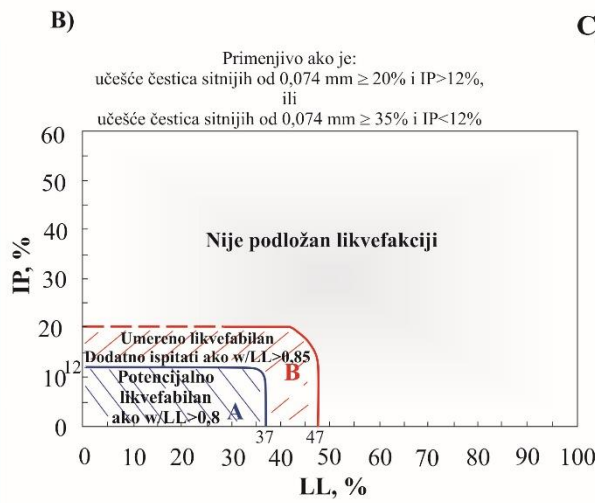 B)
C
Primenjivo ako je:
učešće čestica sitnijih od 0,074 mm ≥ 20% i IP>12%,
ili
učešće čestica sitnijih od 0,074 mm ≥ 35% i IP<12%
60
50
40
30
20
12
10
0
IP, %
Nije podložan likvefakciji
Umereno likvefabilan
Dodatno ispitati ako w/LL>0,85
B
Potencijalno
likvefabilan
ako w/LL>0,8
A
37 47
0 10 20 30 40 50 60 70 80 90 100
LL, %